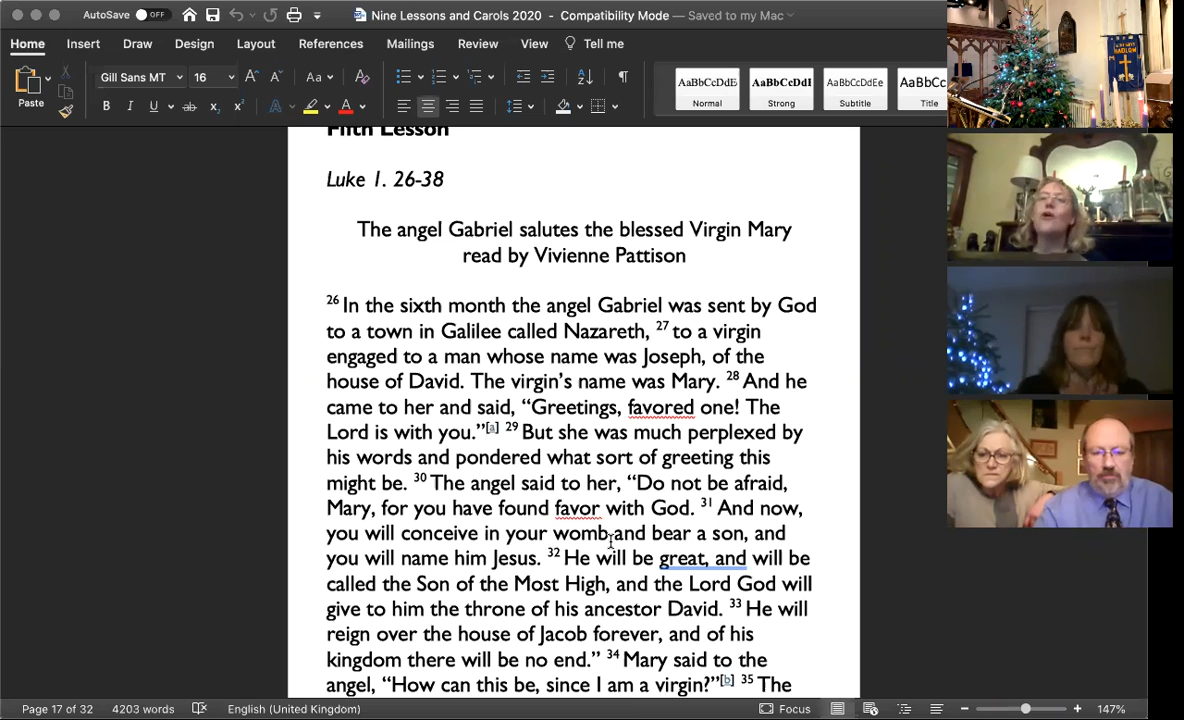 AutoSave OFF
Nine Lessons and Carols 2020 - Compatibility Mode — Saved to my Mac
Home Insert Draw Design Layout References Mailings Review View Tell me
Paste
Gill Sans MT 16
AaBbCcDdE AaBbCcDdI AaBbCcDdEe AaBbCcD
Normal Strong Subtitle Title
Fifth Lesson
Luke 1. 26-38
The angel Gabriel salutes the blessed Virgin Mary
read by Vivienne Pattison
26 In the sixth month the angel Gabriel was sent by God
to a town in Galilee called Nazareth, 27 to a virgin
engaged to a man whose name was Joseph, of the
house of David. The virgin’s name was Mary. 28 And he
came to her and said, “Greetings, favored one! The
Lord is with you.”[a] 29 But she was much perplexed by
his words and pondered what sort of greeting this
might be. 30 The angel said to her, “Do not be afraid,
Mary, for you have found favor with God. 31 And now,
you will conceive in your womb and bear a son, and
you will name him Jesus. 32 He will be great, and will be
called the Son of the Most High, and the Lord God will
give to him the throne of his ancestor David. 33 He will
reign over the house of Jacob forever, and of his
kingdom there will be no end.” 34 Mary said to the
angel, “How can this be, since I am a virgin?”[b] 35 The
Page 17 of 32 4203 words English (United Kingdom) Focus 147%
HADLOW